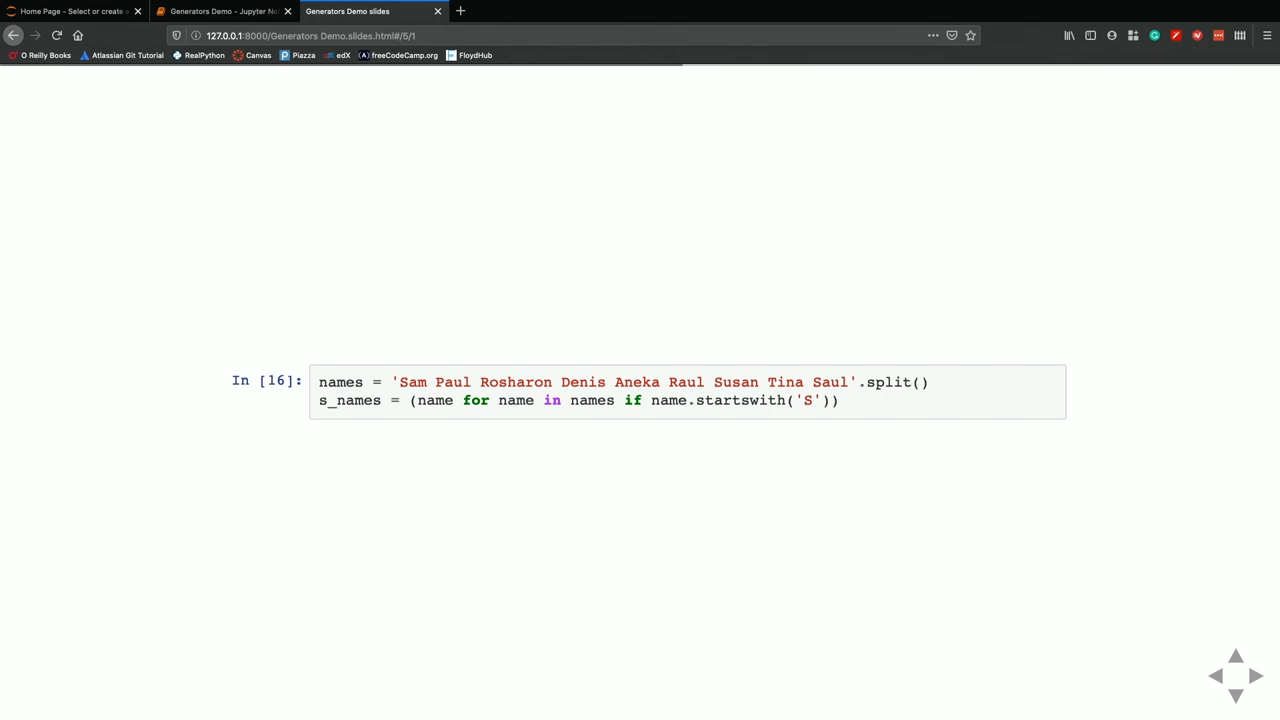 Home Page - Select or create a
Generators Demo - Jupyter No
Generators Demo slides
127.0.0.1:8000/Generators Demo.slides.html#/5/1
O Reilly Books
Atlassian Git Tutorial
RealPython
Canvas
Piazza
edX
freeCodeCamp.org
FloydHub
In [16]:
names = 'Sam Paul Rosharon Denis Aneka Raul Susan Tina Saul'.split()
s_names = (name for name in names if name.startswith('S'))